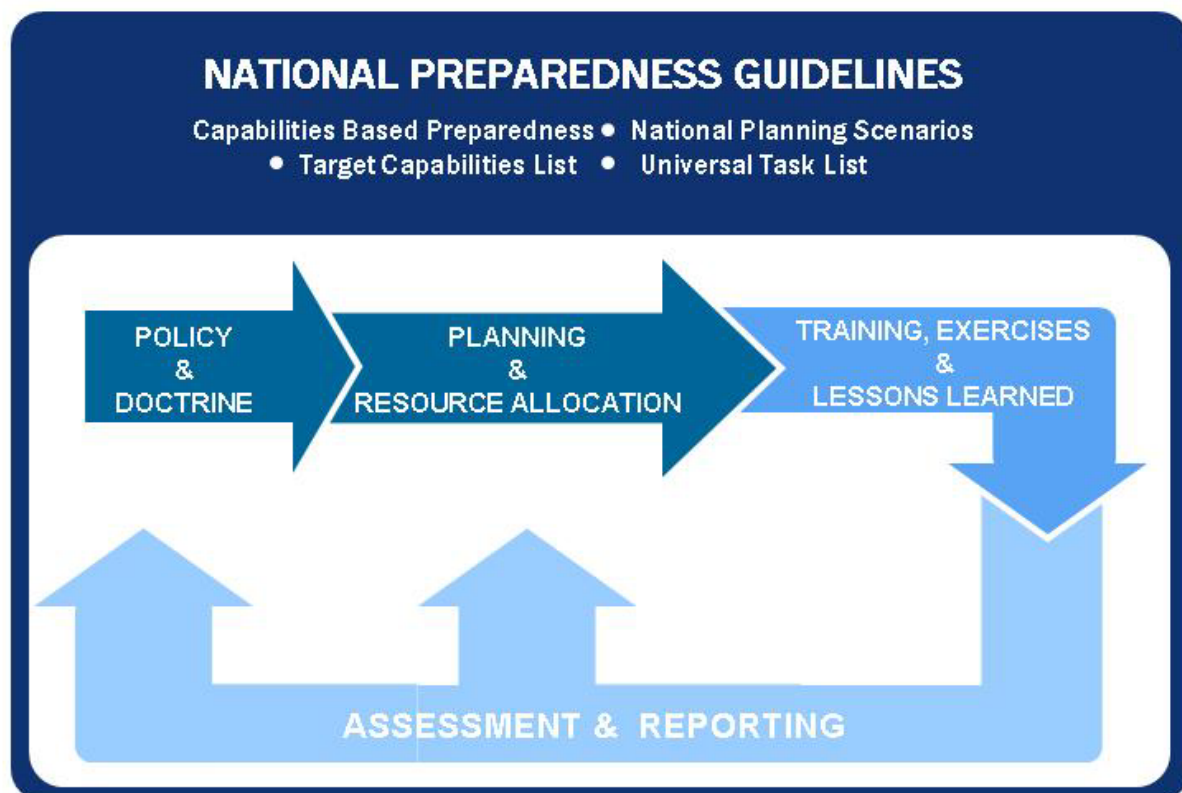 NATIONAL PREPAREDNESS GUIDELINES
Capabilities Based Preparedness • National Planning Scenarios
• Target Capabilities List • Universal Task List
POLICY
&
DOCTRINE
PLANNING
&
RESOURCE ALLOCATION
TRAINING, EXERCISES
&
LESSONS LEARNED
ASSESSMENT & REPORTING